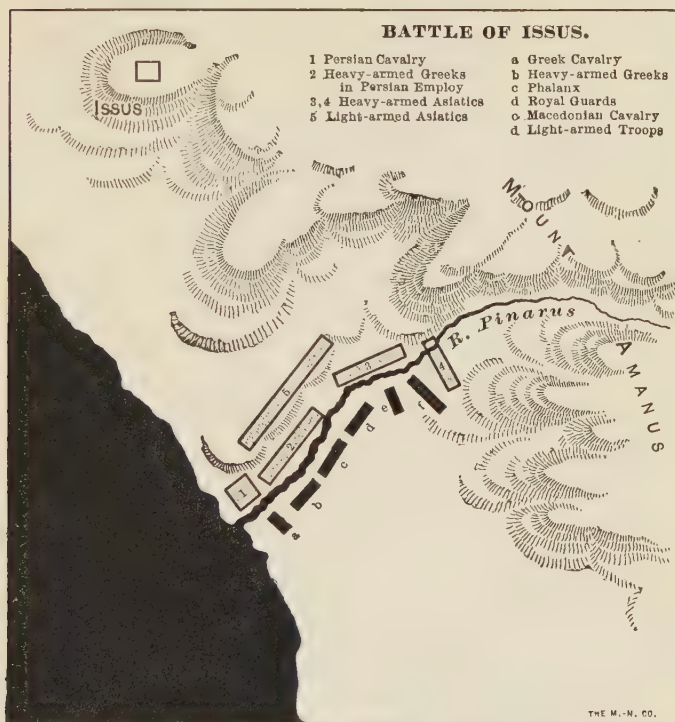 BATTLE OF ISSUS.
1 Persian Cavalry
2 Heavy-armed Greeks
in Persian Employ
3,4 Heavy-armed Asiatics
5 Light-armed Asiatics
a Greek Cavalry
b Heavy-armed Greeks
c Phalanx
d Royal Guards
c Macedonian Cavalry
d Light-armed Troops
ISSUS
MOUNT
AMANUS
R. Pinarus
5
3
4
2
1
e
f
d
c
b
a
THE M.-N. CO.